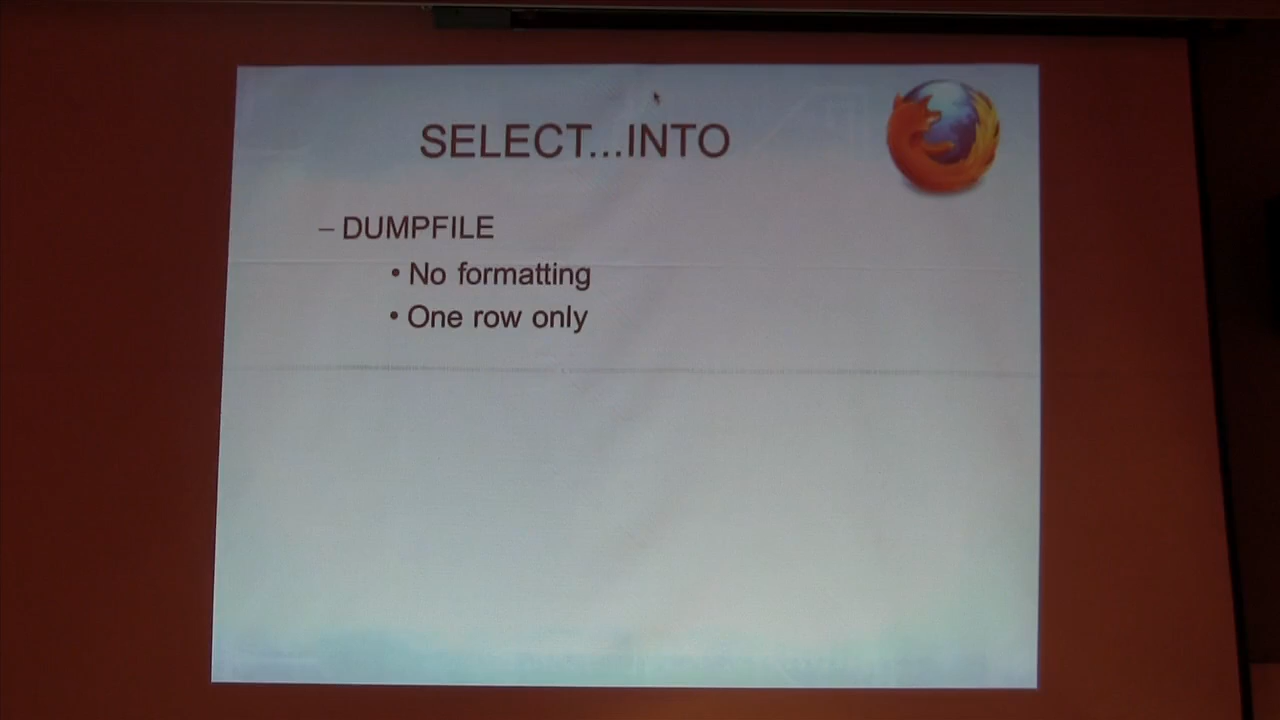 SELECT...INTO
– DUMPFILE
• No formatting
• One row only